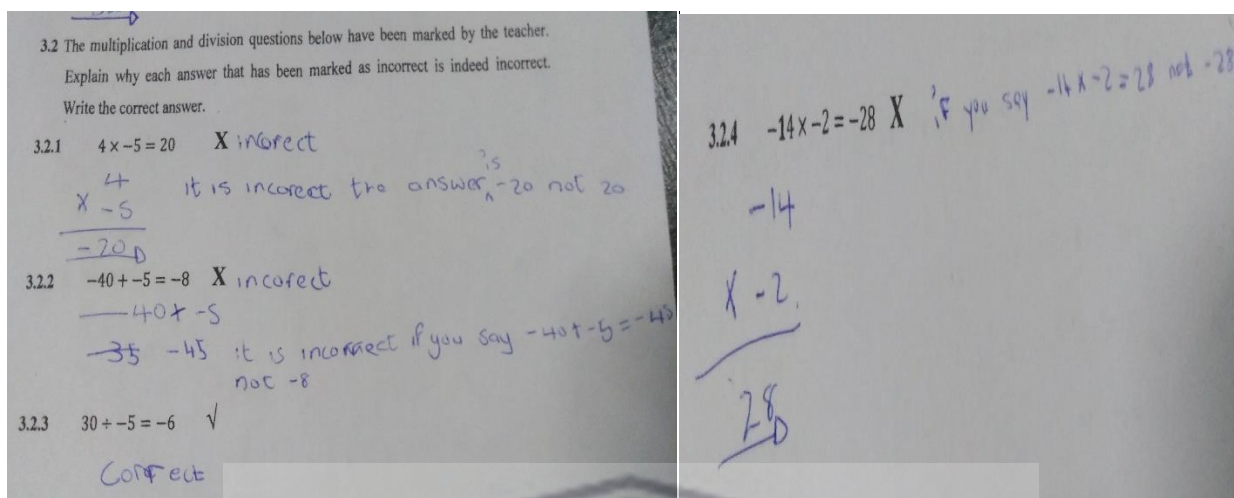 3.2 The multiplication and division questions below have been marked by the teacher.
Explain why each answer that has been marked as incorrect is indeed incorrect.
Write the correct answer.
3.2.1 4 × −5 = 20 X incorect
4
x -5
-20
it is incorect the answer is -20 not 20
3.2.2 −40 + −5 = −8 X incorect
-40+ -5
35 -45 it is incorrect if you say -40+-5=-45
not -8
3.2.3 30 ÷ −5 = −6 √
Correct
3.2.4 −14 × −2 = −28 X if you say -14 x -2 = 28 not -28
-14
x -2
28